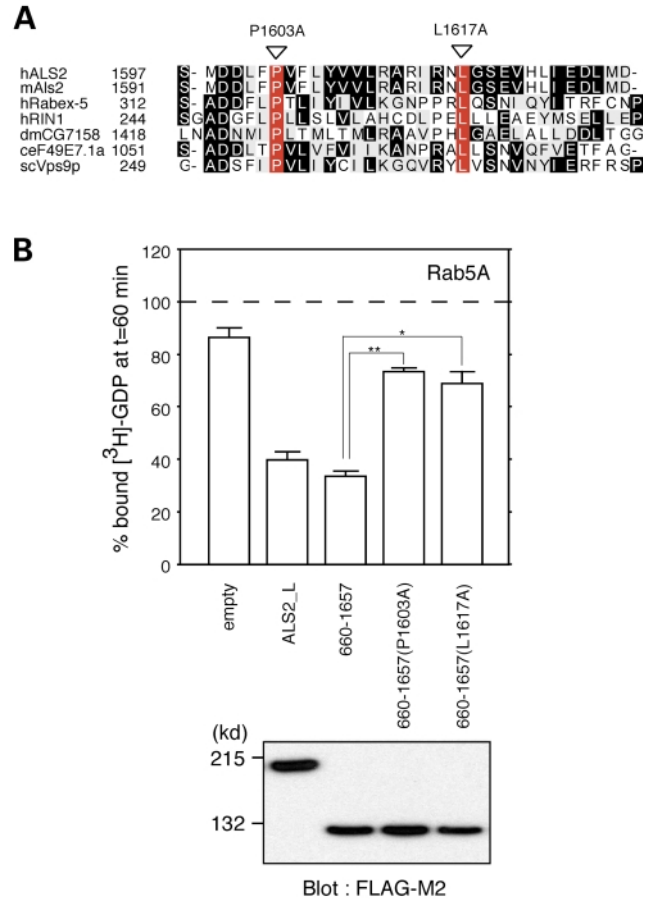 A
P1603A L1617A
hALS2 1597 S- MDDLFPVFLYVVLRARIRNLGSEVHLIEDLMD-
mAls2 1591 S- MDDLFPVFLYVVLRARIRNLGSEVHLIEDLMD-
hRabex-5 312 S- ADDFLPTLIYIVLKGNPPRLQSNIQYITRFCNP
hRIN1 244 SGADGFLPLLSLVLAHCDLPELLLEAEYMSELLEP
dmCG7158 1418 LNADNMIPLTMLTMLRAAVPHLGAELALLDDLTGG
ceF49E7.1a 1051 S-ADDLTPVLVFVIIKANPRALLSNVQFVETFAG-
scVps9p 249 G- ADSFIPVLIYCILKGQVRYLVSNVNYIERFRSP
B
Rab5A
% bound [³H]-GDP at t=60 min
120
100
80
60
40
20
0
*
**
empty
ALS2_L
660-1657
660-1657(P1603A)
660-1657(L1617A)
(kd)
215
132
Blot : FLAG-M2